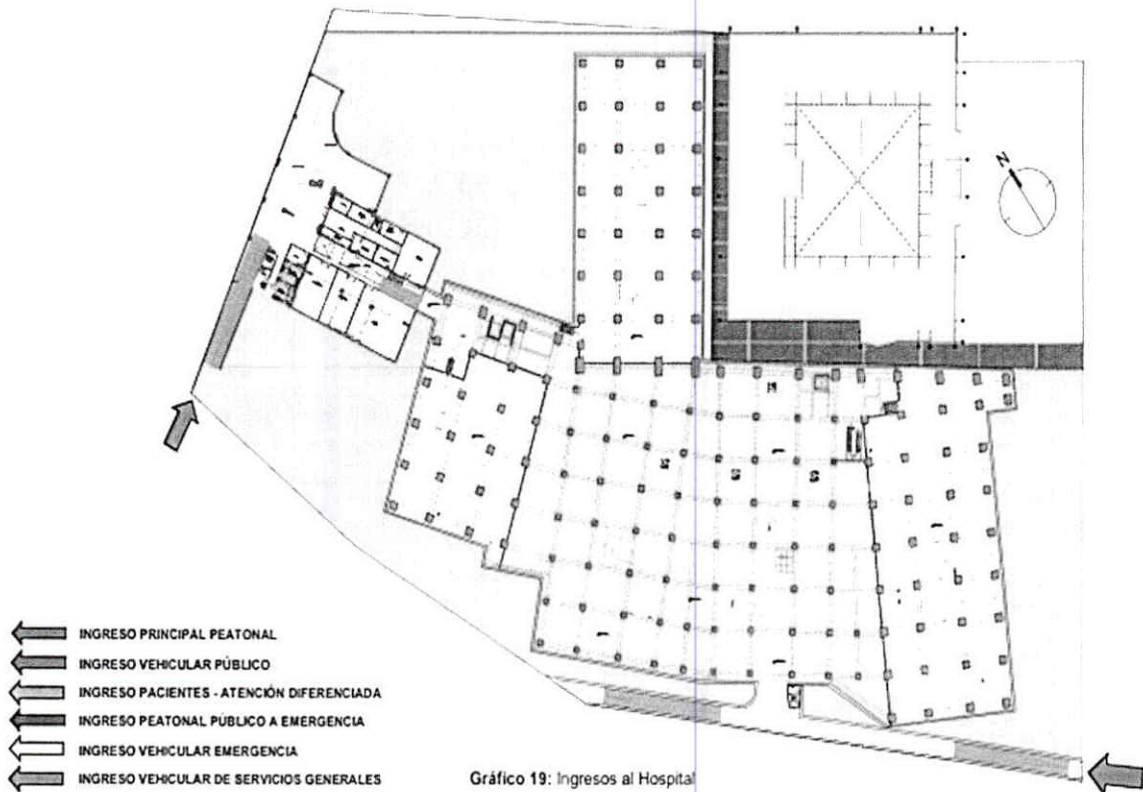 N
INGRESO PRINCIPAL PEATONAL
INGRESO VEHICULAR PÚBLICO
INGRESO PACIENTES - ATENCIÓN DIFERENCIADA
INGRESO PEATONAL PÚBLICO A EMERGENCIA
INGRESO VEHICULAR EMERGENCIA
INGRESO VEHICULAR DE SERVICIOS GENERALES
Gráfico 19: Ingresos al Hospital